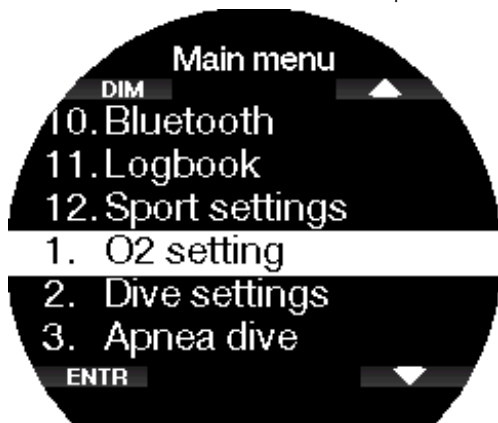 Main menu
DIM
10. Bluetooth
11. Logbook
12. Sport settings
1. O2 setting
2. Dive settings
3. Apnea dive
ENTR